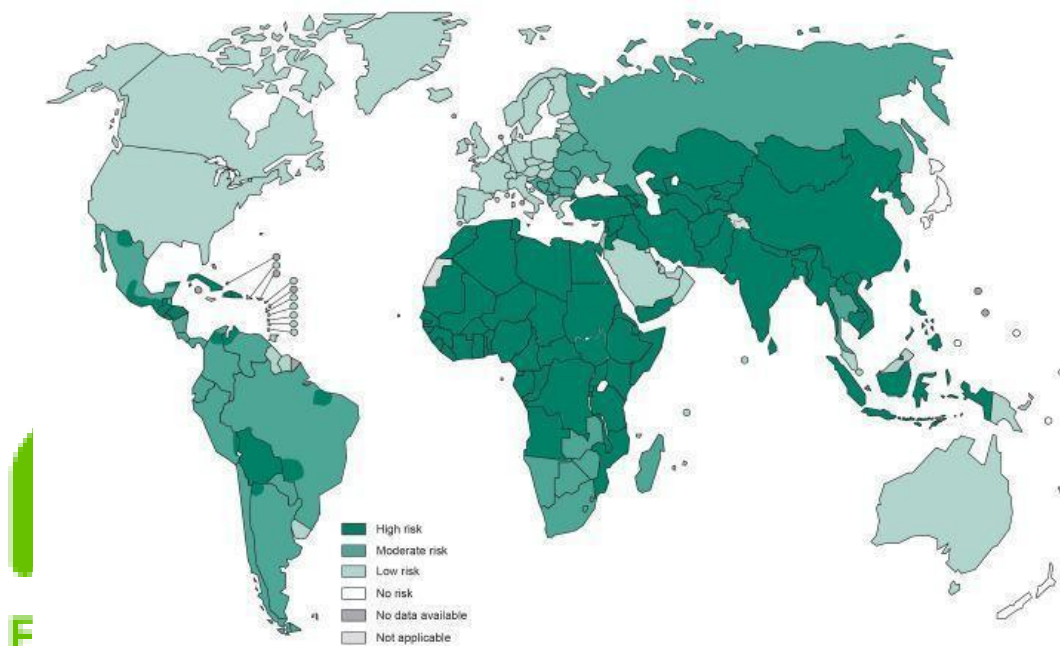 High risk
Moderate risk
Low risk
No risk
No data available
Not applicable
F